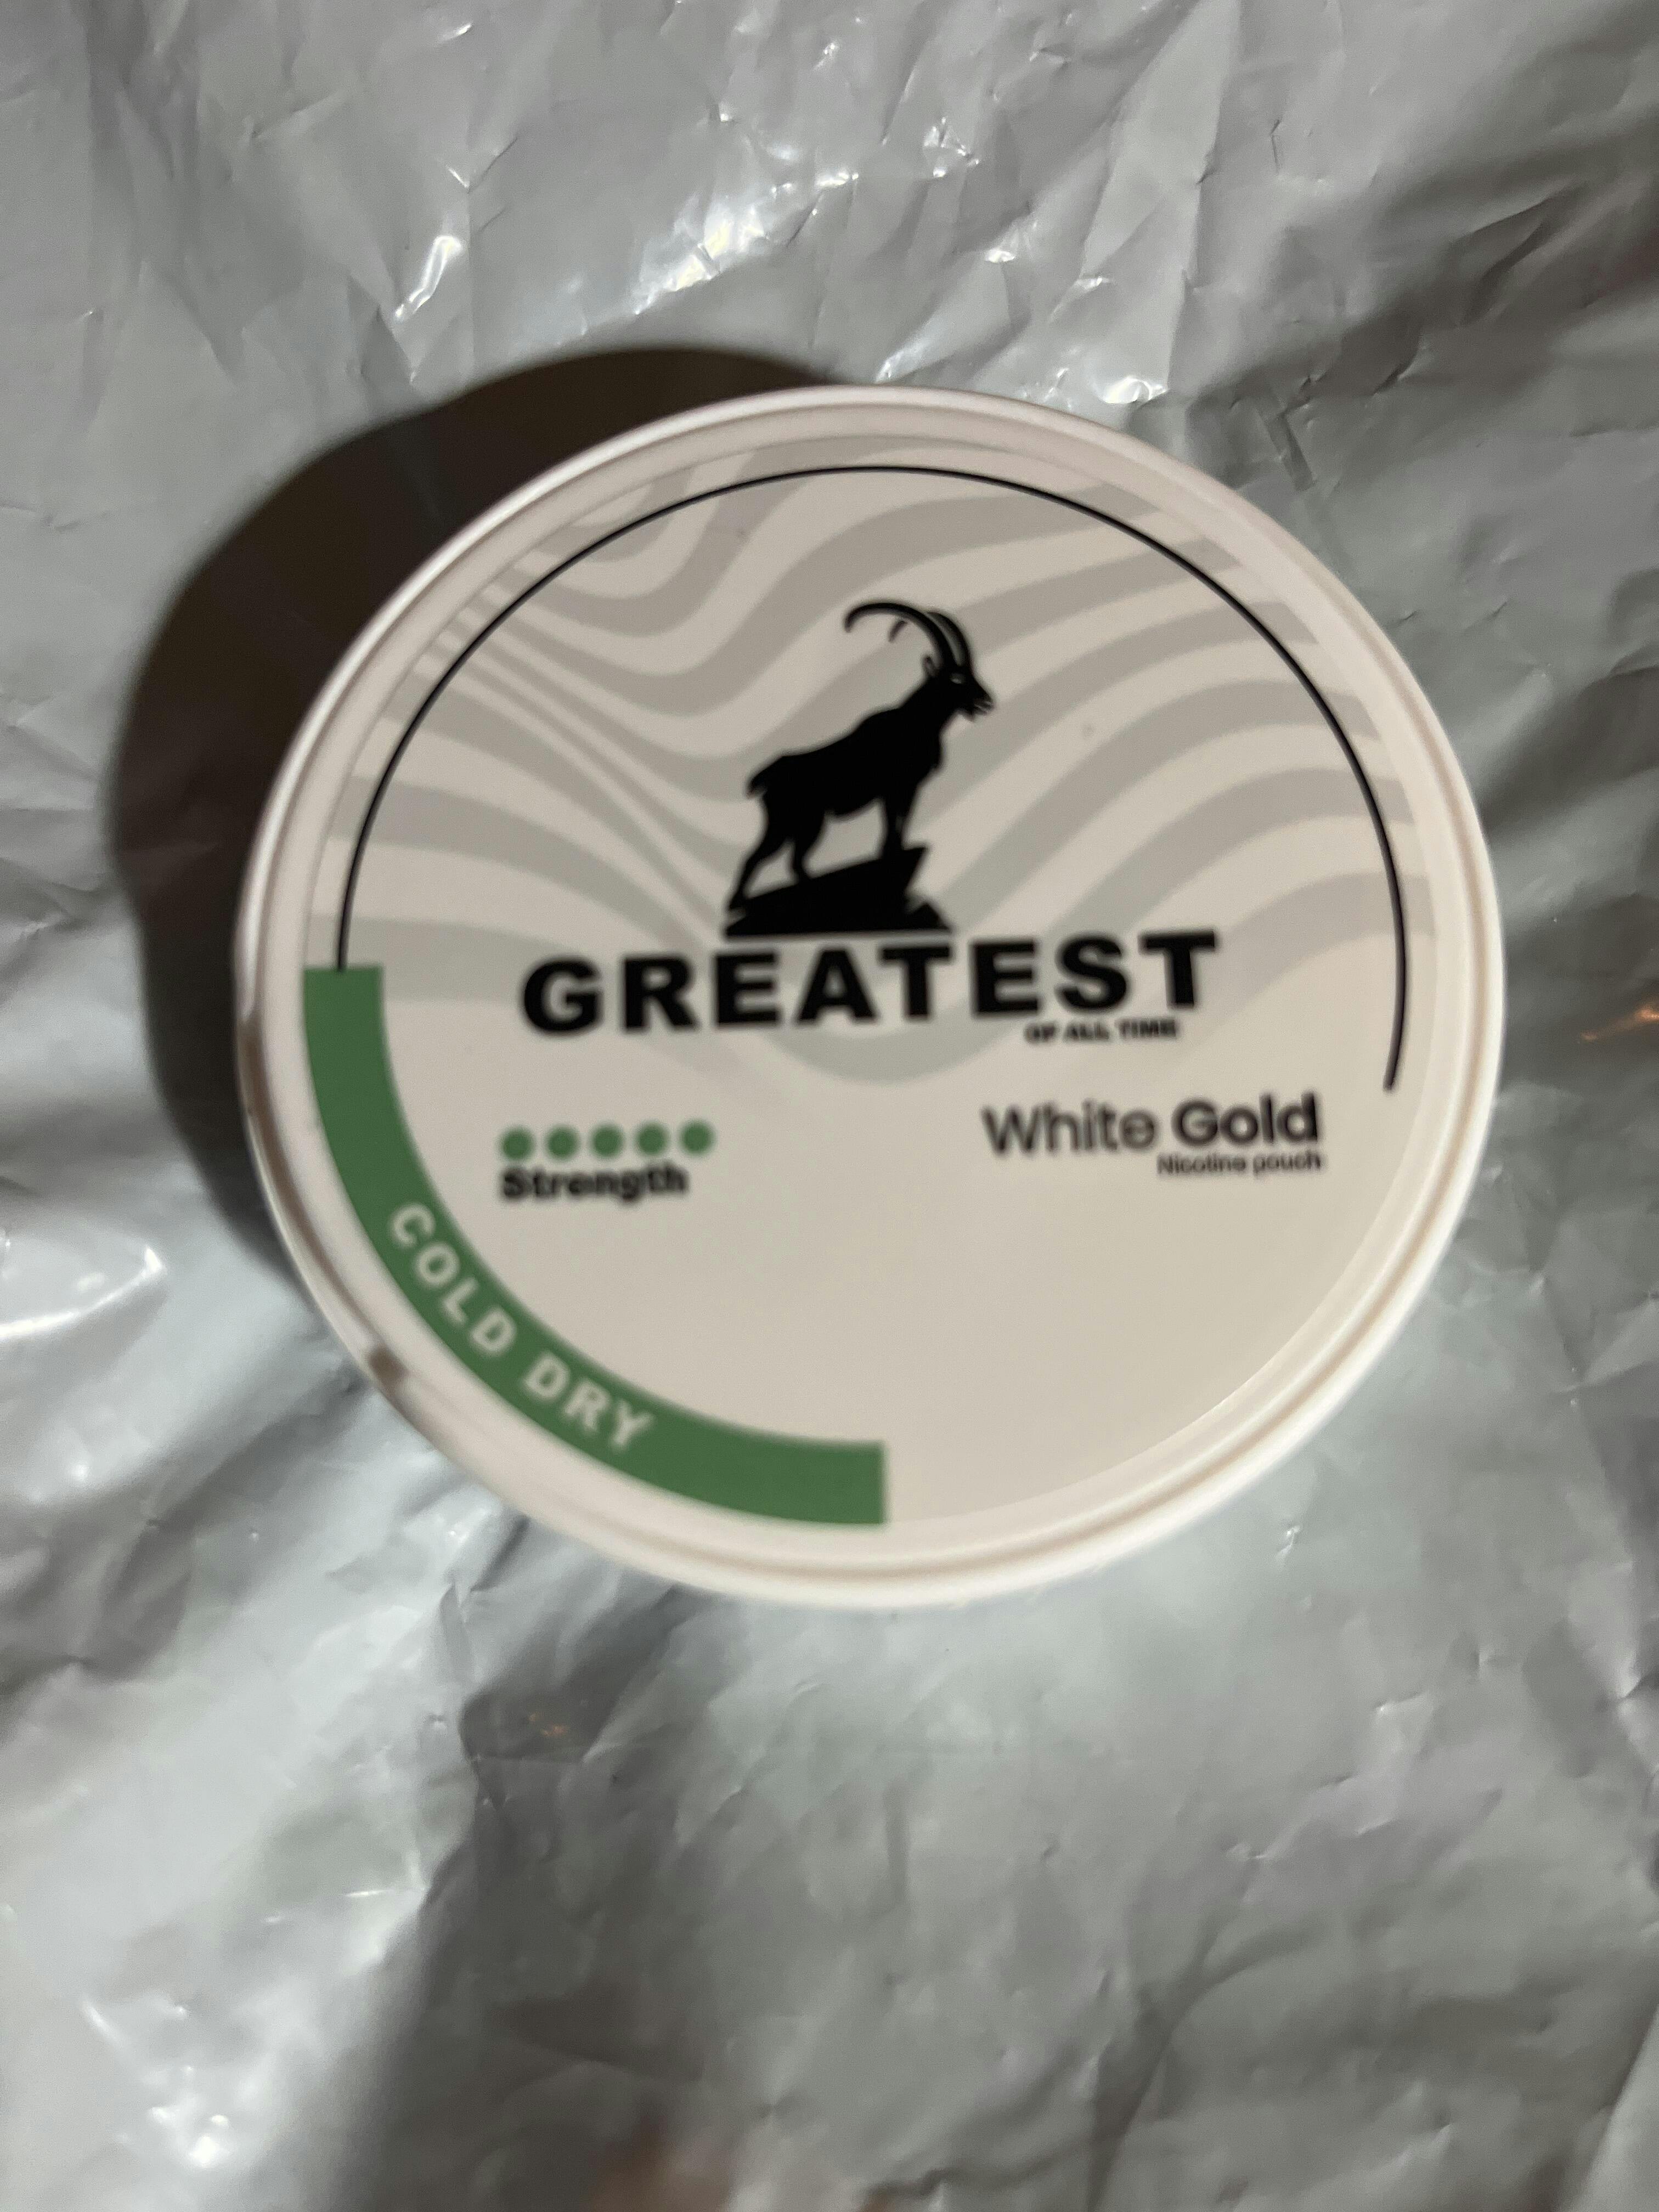 GREATEST
OF ALL TIME
White Gold
Nicotine pouch
Strength
COLD DRY